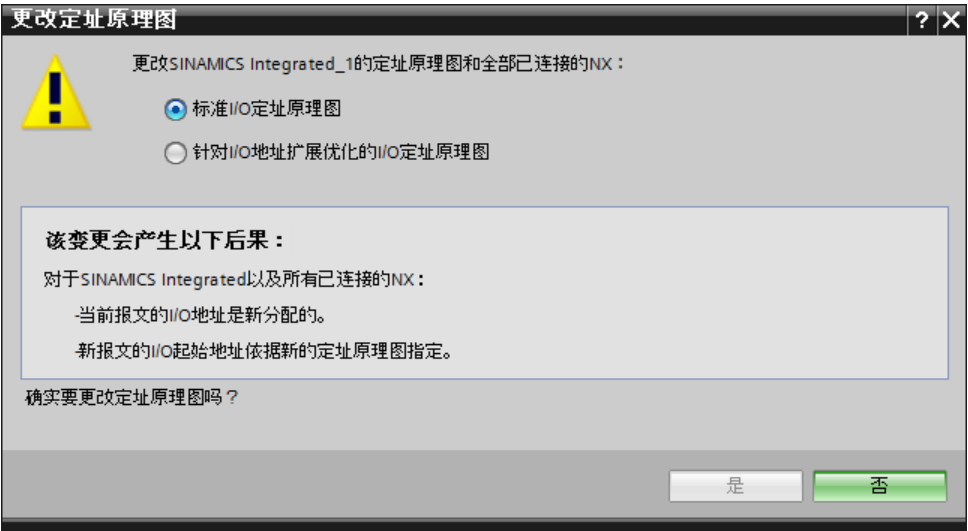 更改定址原理图
? X
更改SINAMICS Integrated_1的定址原理图和全部已连接的NX：
标准I/O定址原理图
针对I/O地址扩展优化的I/O定址原理图
该变更会产生以下后果：
对于SINAMICS Integrated以及所有已连接的NX：
-当前报文的I/O地址是新分配的。
-新报文的I/O起始地址依据新的定址原理图指定。
确实要更改定址原理图吗？
是 否